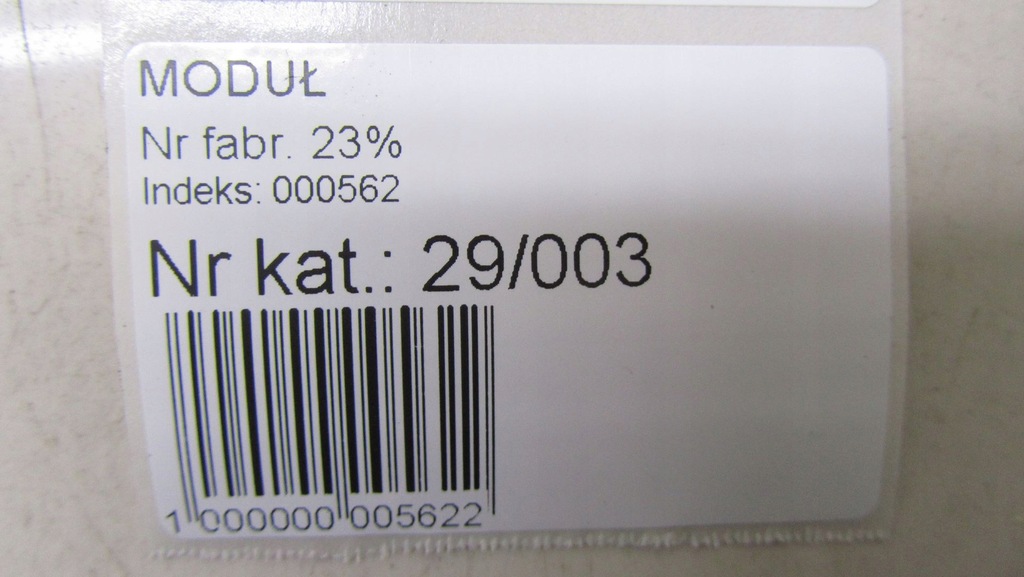 MODUŁ
Nr fabr. 23%
Indeks: 000562
Nr kat.: 29/003
1 000000 005622